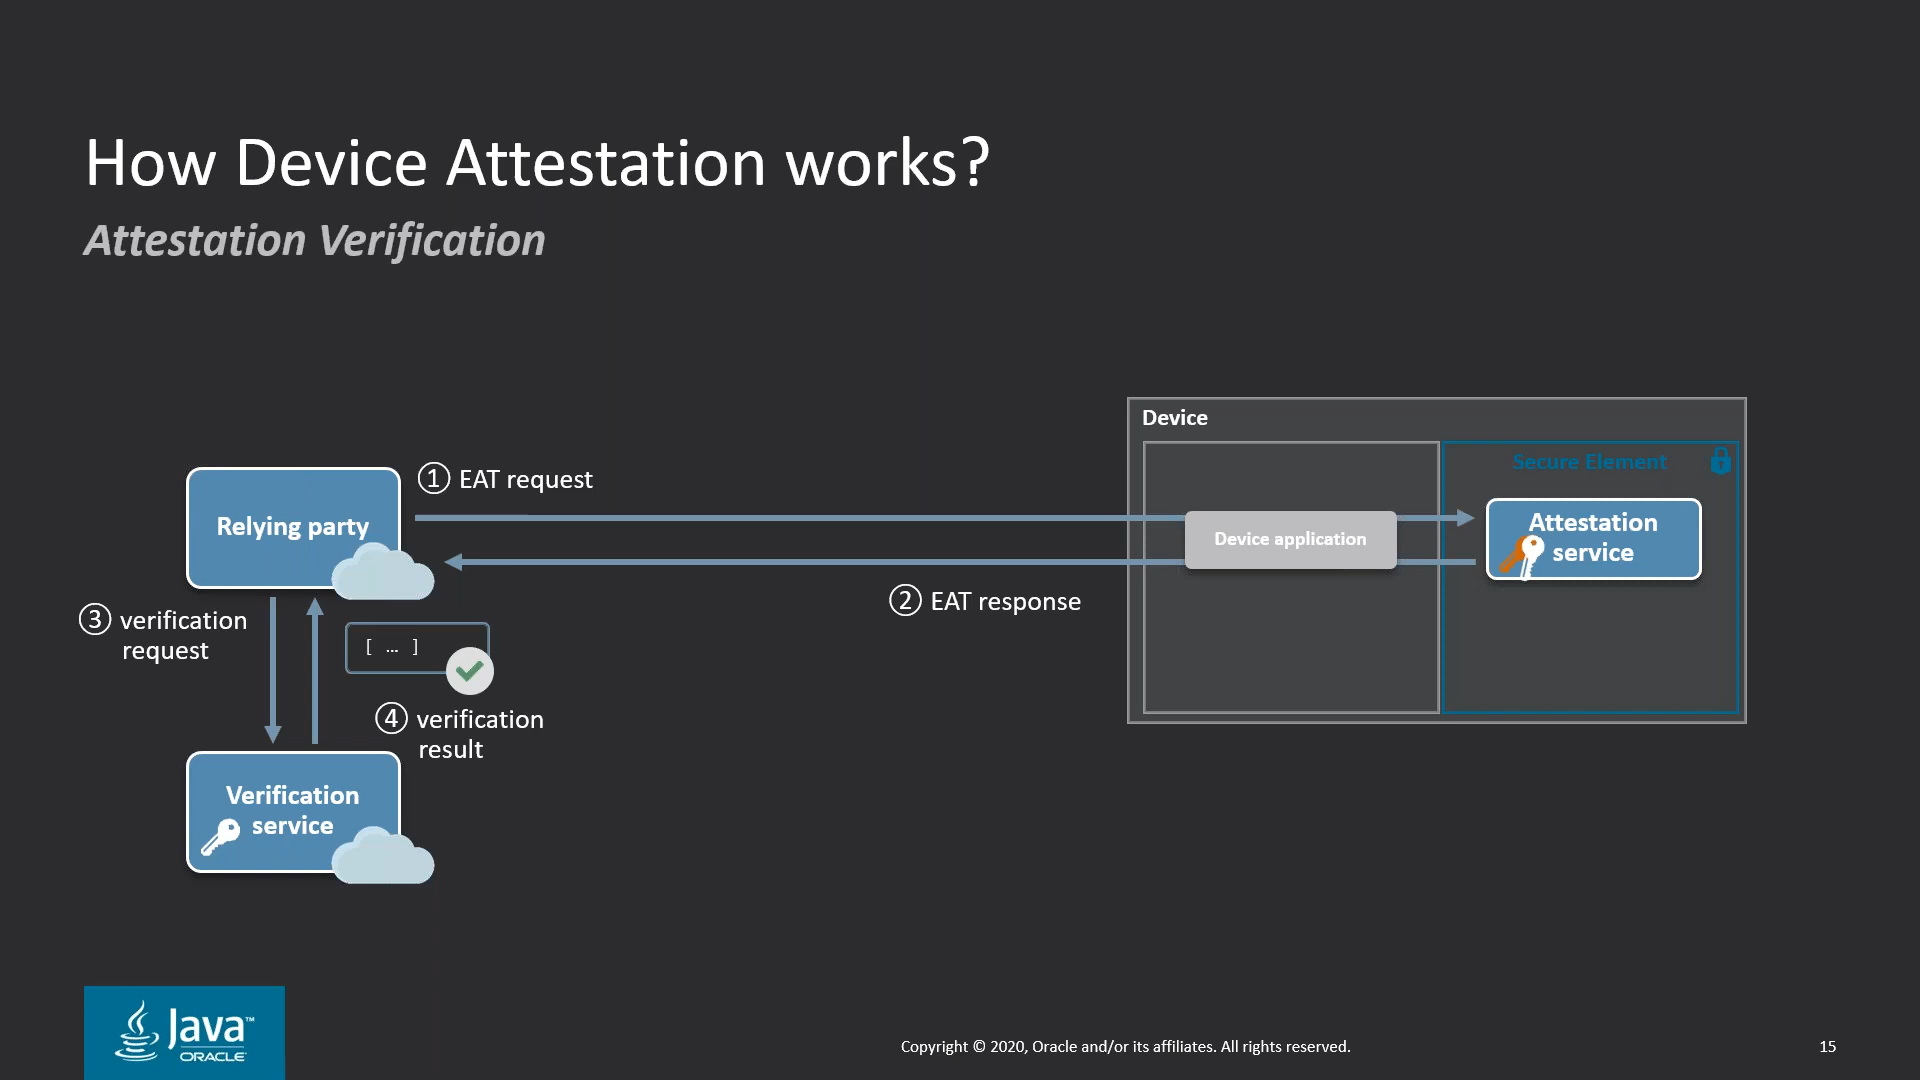 How Device Attestation works?
Attestation Verification
Device
Secure Element
① EAT request
Relying party
Attestation
service
Device application
② EAT response
③ verification
request
[ ... ]
④ verification
result
Verification
service
Java™
ORACLE
Copyright © 2020, Oracle and/or its affiliates. All rights reserved.
15